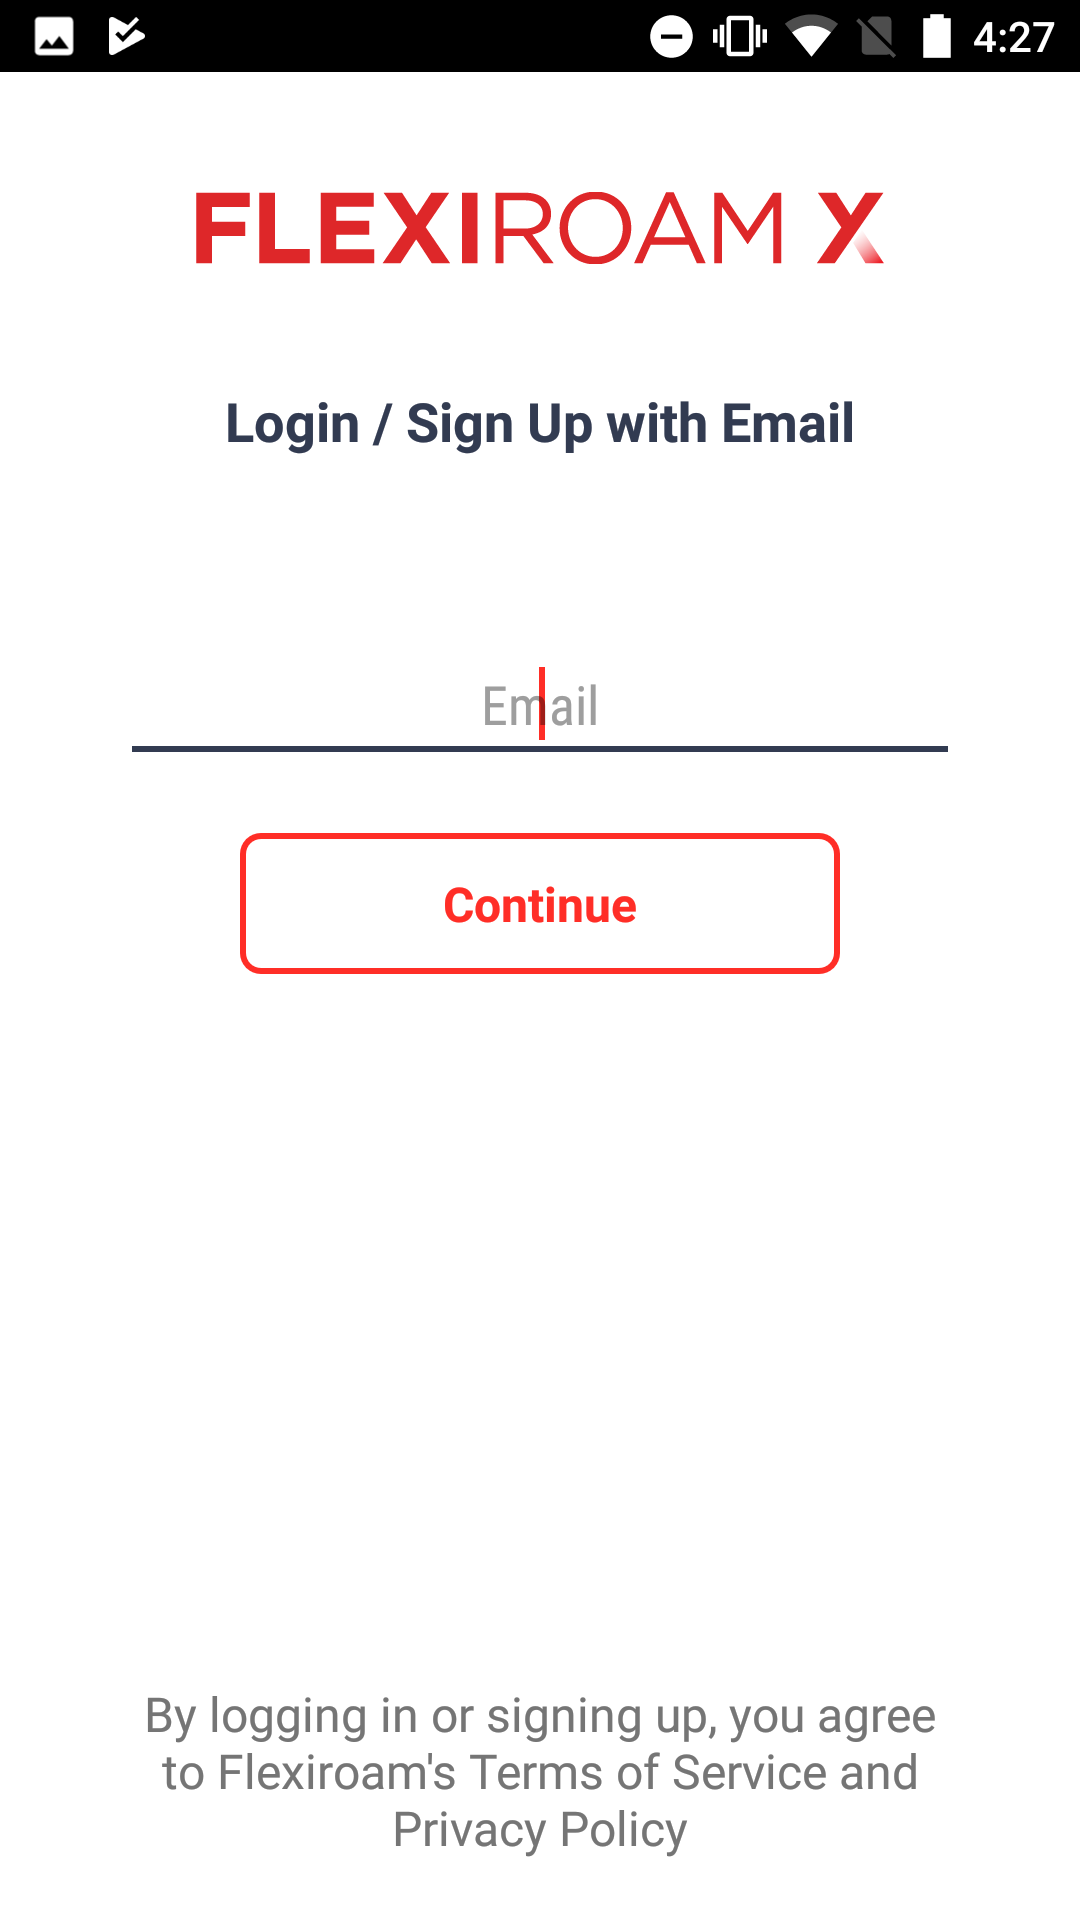 4:27
FLEXIROAM X
Login / Sign Up with Email
Email
Continue
By logging in or signing up, you agree
to Flexiroam's Terms of Service and
Privacy Policy